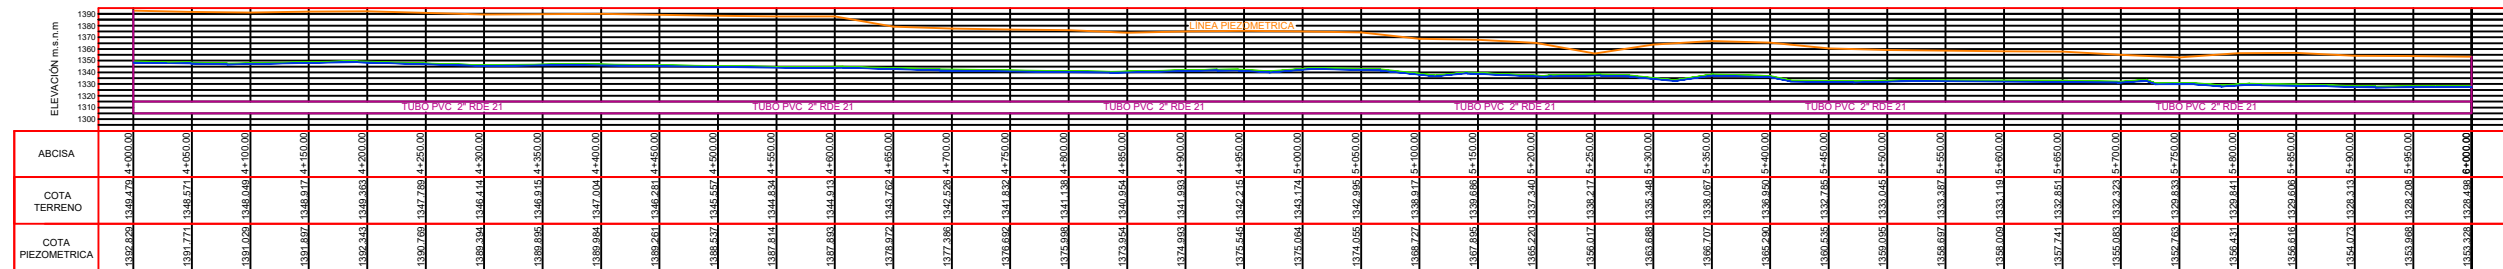 1390
1380
1370
1360
1350
1340
1330
1320
1310
1300
ELEVACIÓN m.s.n.m
LINEA PIEZOMETRICA
TUBO PVC 2" RDE 21 TUBO PVC 2" RDE 21 TUBO PVC 2" RDE 21 TUBO PVC 2" RDE 21 TUBO PVC 2" RDE 21 TUBO PVC 2" RDE 21
ABCISA 4+000.00 4+050.00 4+100.00 4+150.00 4+200.00 4+250.00 4+300.00 4+350.00 4+400.00 4+450.00 4+500.00 4+550.00 4+600.00 4+650.00 4+700.00 4+750.00 4+800.00 4+850.00 4+900.00 4+950.00 5+000.00 5+050.00 5+100.00 5+150.00 5+200.00 5+250.00 5+300.00 5+350.00 5+400.00 5+450.00 5+500.00 5+550.00 5+600.00 5+650.00 5+700.00 5+750.00 5+800.00 5+850.00 5+900.00 5+950.00 6+000.00
COTA
TERRENO 1349.479 1348.571 1348.049 1348.917 1349.363 1347.789 1346.414 1346.915 1347.004 1346.281 1345.557 1344.834 1344.913 1343.762 1342.526 1341.832 1341.138 1340.954 1341.993 1342.215 1343.174 1342.995 1338.917 1339.686 1337.340 1338.217 1335.348 1338.067 1336.950 1332.785 1333.045 1333.387 1333.119 1332.851 1332.323 1329.833 1329.841 1329.606 1328.313 1328.208 1328.498
COTA
PIEZOMETRICA 1392.829 1391.771 1391.029 1391.897 1392.343 1390.769 1389.394 1389.895 1389.984 1389.261 1388.537 1387.814 1387.893 1378.972 1377.386 1376.692 1375.998 1373.954 1374.993 1375.545 1375.064 1374.055 1368.727 1367.895 1365.220 1356.017 1363.688 1366.707 1365.290 1360.535 1359.095 1358.697 1358.009 1357.741 1355.083 1352.763 1356.431 1356.616 1354.073 1353.968 1353.328